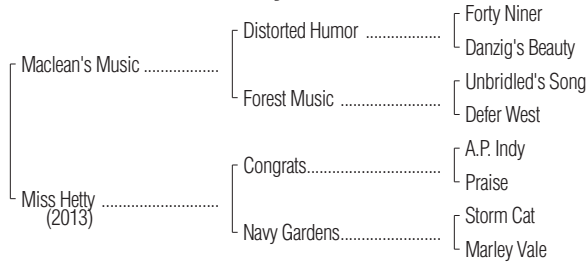 Forty Niner
Distorted Humor ..................
Danzig's Beauty
Maclean's Music ..................
Unbridled's Song
Forest Music ......................
Defer West
A.P. Indy
Congrats............................
Praise
Miss Hetty ........................
(2013)
Storm Cat
Navy Gardens.....................
Marley Vale